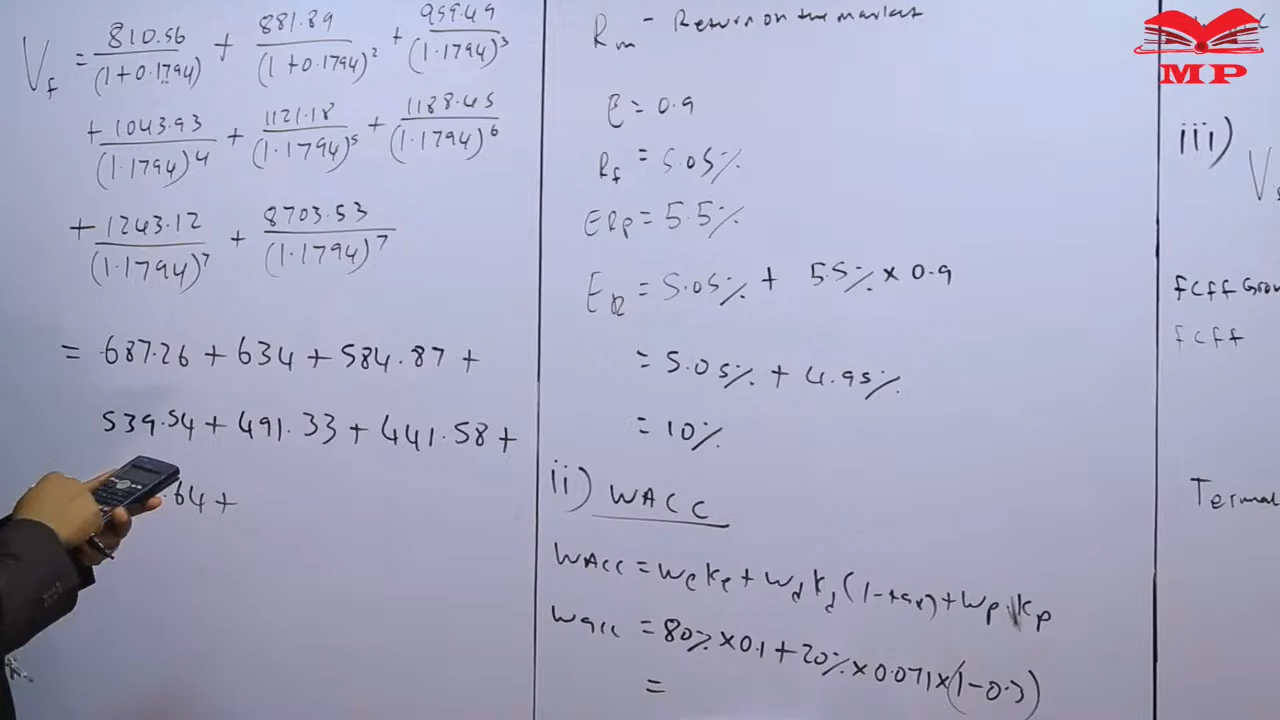 V_f = 810.56/(1+0.1794) + 881.89/(1+0.1794)^2 + 959.49/(1.1794)^3
+ 1043.93/(1.1794)^4 + 1121.18/(1.1794)^5 + 1188.45/(1.1794)^6
+ 1243.12/(1.1794)^7 + 8703.53/(1.1794)^7
= 687.26 + 634 + 584.87 +
539.54 + 491.33 + 441.58 +
.64 +
R_m - Return on the market
β = 0.9
R_f = 5.05%
ERp = 5.5%
= 5.05% + 5.5% × 0.9
= 5.05% + 4.95%
= 10%
ii) WACC
WACC = WeKe + WdKd(1-tax) + WpKp
Wacc = 80% × 0.1 + 20% × 0.071 × (1-0.3)
=
MP
iii)
V
fcff
fcff